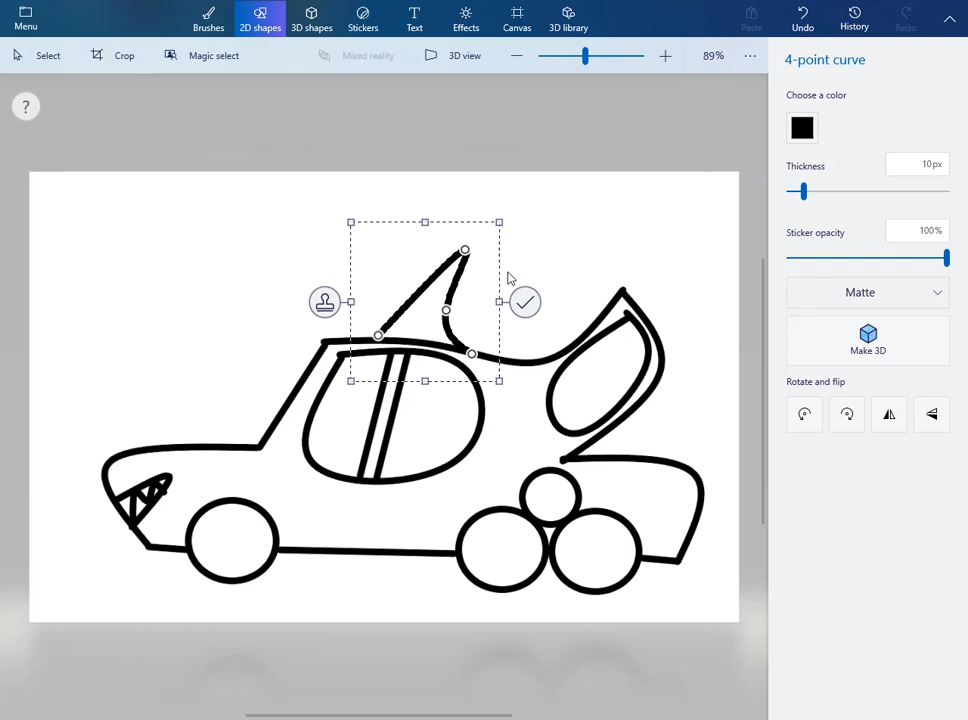 Menu
Brushes
2D shapes
3D shapes
Stickers
Text
Effects
Canvas
3D library
Paste
Undo
History
Redo
Select
Crop
Magic select
Mixed reality
3D view
89%
?
4-point curve
Choose a color
Thickness
10px
Sticker opacity
100%
Matte
Make 3D
Rotate and flip